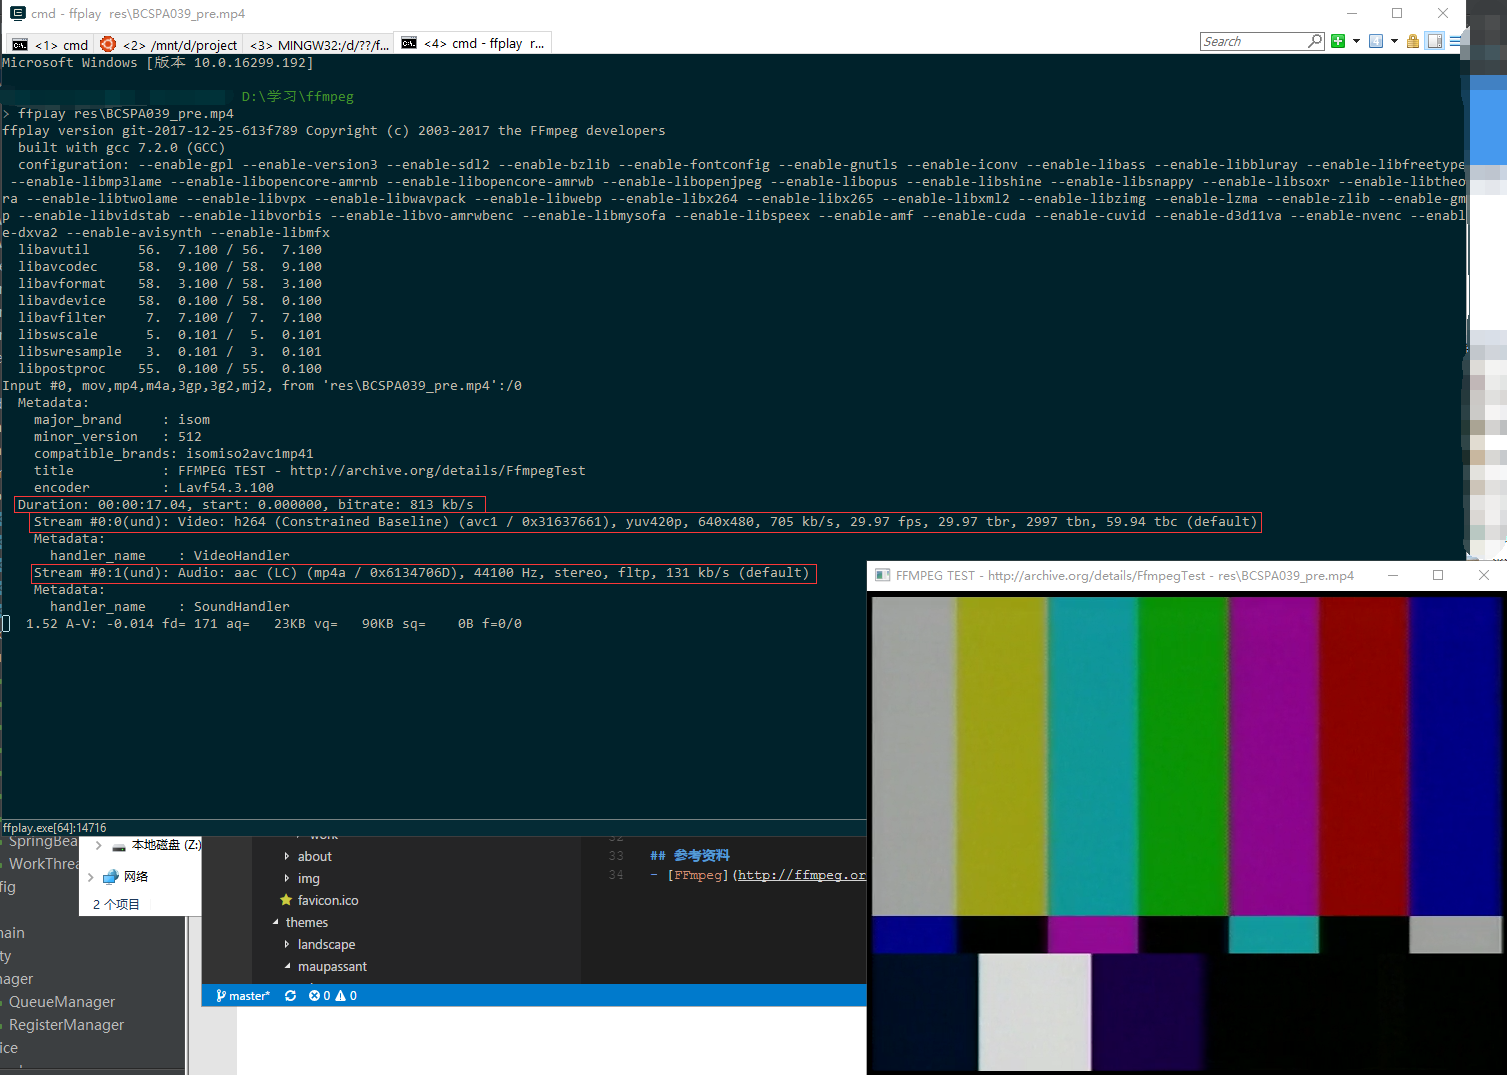 cmd - ffplay  res\BCSPA039_pre.mp4
<1> cmd
<2> /mnt/d/project
<3> MINGW32:/d/??/f...
<4> cmd - ffplay  r...
Search
Microsoft Windows [版本 10.0.16299.192]
D:\学习\ffmpeg
> ffplay res\BCSPA039_pre.mp4
ffplay version git-2017-12-25-613f789 Copyright (c) 2003-2017 the FFmpeg developers
built with gcc 7.2.0 (GCC)
configuration: --enable-gpl --enable-version3 --enable-sdl2 --enable-bzlib --enable-fontconfig --enable-gnutls --enable-iconv --enable-libass --enable-libbluray --enable-libfreetype
--enable-libmp3lame --enable-libopencore-amrnb --enable-libopencore-amrwb --enable-libopenjpeg --enable-libopus --enable-libshine --enable-libsnappy --enable-libsoxr --enable-libtheo
ra --enable-libtwolame --enable-libvpx --enable-libwavpack --enable-libwebp --enable-libx264 --enable-libx265 --enable-libxml2 --enable-libzimg --enable-lzma --enable-zlib --enable-gm
p --enable-libvidstab --enable-libvorbis --enable-libvo-amrwbenc --enable-libmysofa --enable-libspeex --enable-amf --enable-cuda --enable-cuvid --enable-d3d11va --enable-nvenc --enabl
e-dxva2 --enable-avisynth --enable-libmfx
libavutil      56.  7.100 / 56.  7.100
libavcodec     58.  9.100 / 58.  9.100
libavformat    58.  3.100 / 58.  3.100
libavdevice    58.  0.100 / 58.  0.100
libavfilter     7.  7.100 /  7.  7.100
libswscale      5.  0.101 /  5.  0.101
libswresample   3.  0.101 /  3.  0.101
libpostproc    55.  0.100 / 55.  0.100
Input #0, mov,mp4,m4a,3gp,3g2,mj2, from 'res\BCSPA039_pre.mp4':/0
Metadata:
major_brand     : isom
minor_version   : 512
compatible_brands: isomiso2avc1mp41
title           : FFMPEG TEST - http://archive.org/details/FfmpegTest
encoder         : Lavf54.3.100
Duration: 00:00:17.04, start: 0.000000, bitrate: 813 kb/s
Stream #0:0(und): Video: h264 (Constrained Baseline) (avc1 / 0x31637661), yuv420p, 640x480, 705 kb/s, 29.97 fps, 29.97 tbr, 2997 tbn, 59.94 tbc (default)
Metadata:
handler_name    : VideoHandler
Stream #0:1(und): Audio: aac (LC) (mp4a / 0x6134706D), 44100 Hz, stereo, fltp, 131 kb/s (default)
Metadata:
handler_name    : SoundHandler
1.52 A-V: -0.014 fd= 171 aq=   23KB vq=   90KB sq=    0B f=0/0
FFMPEG TEST - http://archive.org/details/FfmpegTest - res\BCSPA039_pre.mp4
ffplay.exe[64]:14716
SpringBea
WorkThrea
fig
nain
ty
nager
QueueManager
RegisterManager
ice
本地磁盘 (Z:)
网络
2 个项目
work
about
img
favicon.ico
themes
landscape
maupassant
32
33 ## 参考资料
34 - [FFmpeg](http://ffmpeg.or
master* 0 0